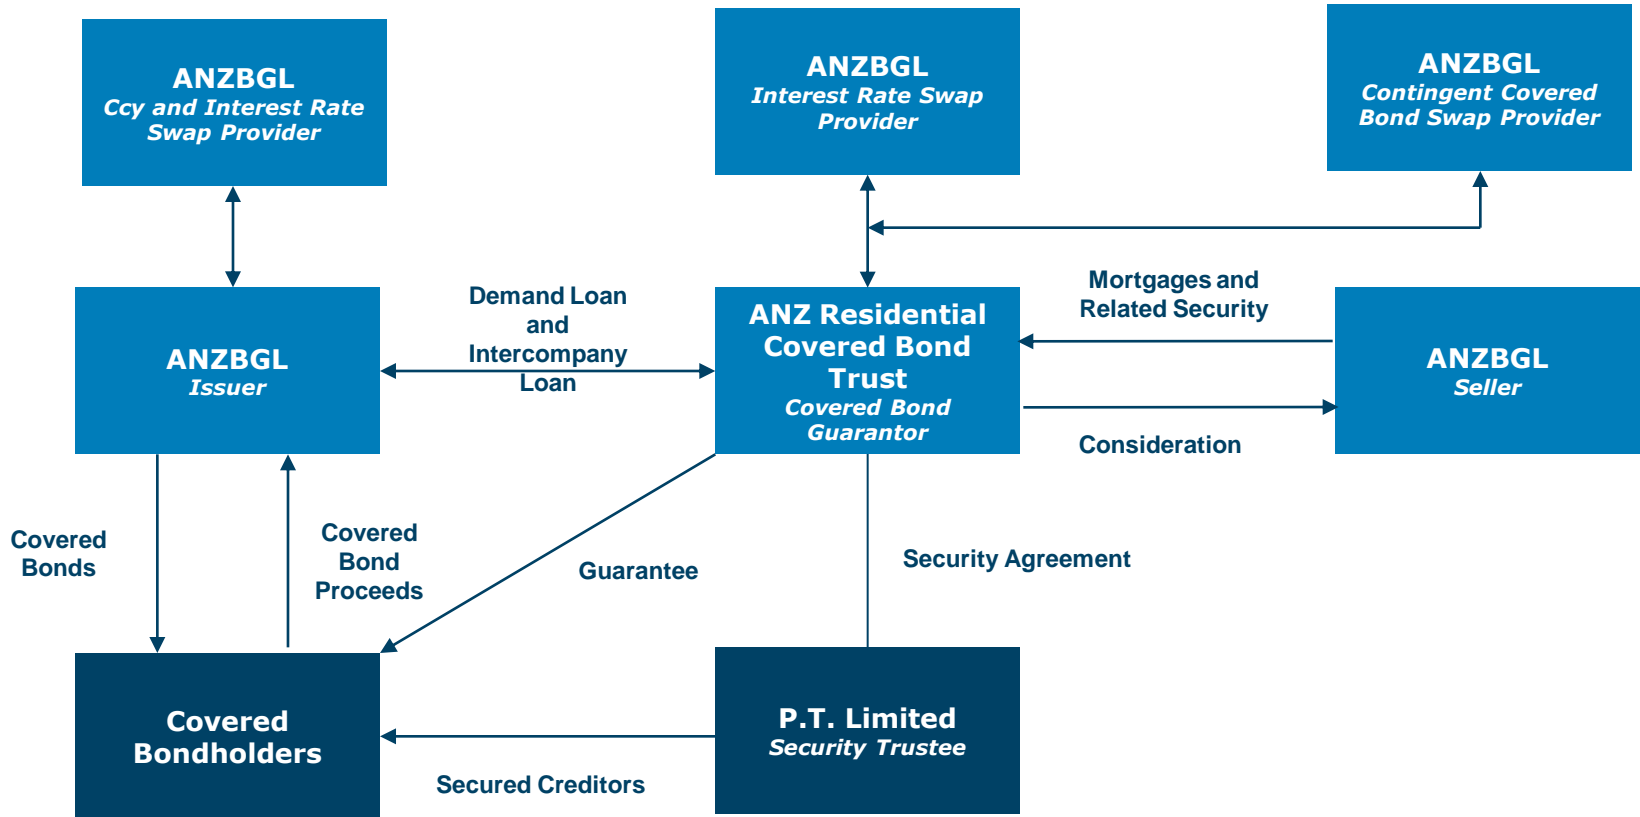 ANZBGL
Ccy and Interest Rate
Swap Provider
ANZBGL
Interest Rate Swap
Provider
ANZBGL
Contingent Covered
Bond Swap Provider
ANZBGL
Issuer
Demand Loan
and
Intercompany
Loan
ANZ Residential
Covered Bond
Trust
Covered Bond
Guarantor
Mortgages and
Related Security
Consideration
ANZBGL
Seller
Covered
Bonds
Covered
Bond
Proceeds
Guarantee
Security Agreement
Covered
Bondholders
Secured Creditors
P.T. Limited
Security Trustee